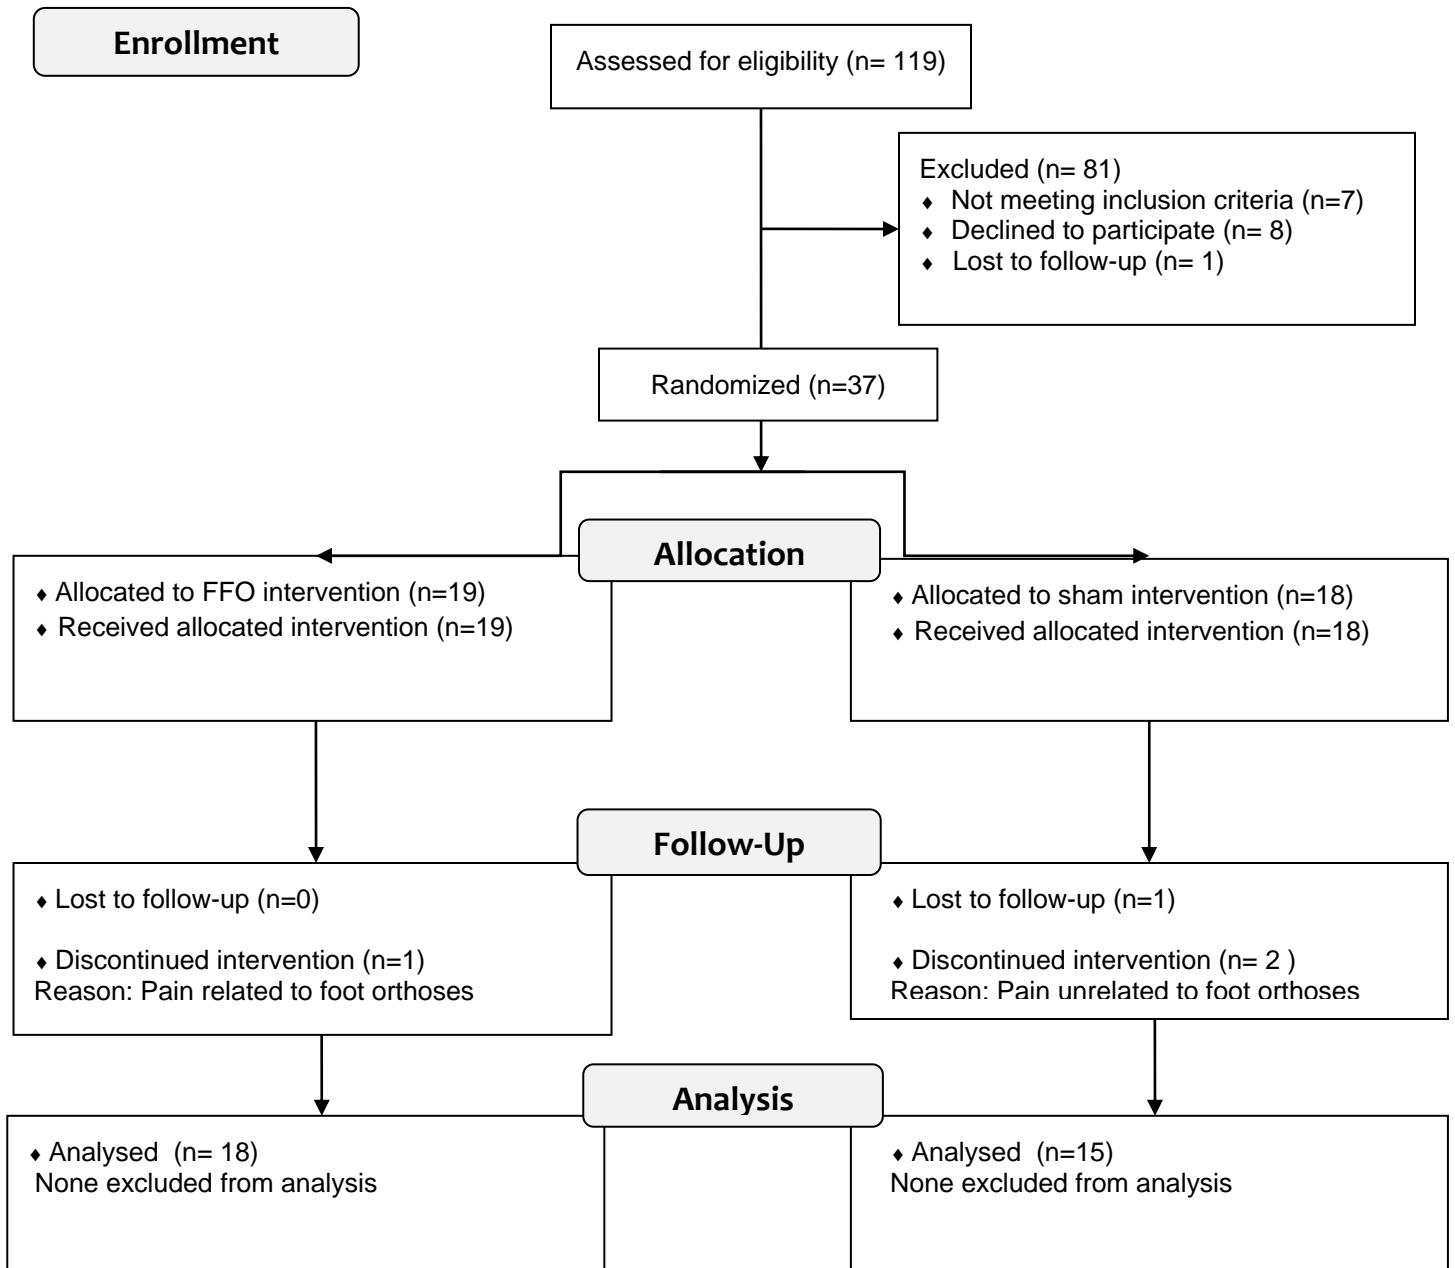 Enrollment
Assessed for eligibility (n= 119)
Excluded (n= 81)
♦ Not meeting inclusion criteria (n=7)
♦ Declined to participate (n= 8)
♦ Lost to follow-up (n= 1)
Randomized (n=37)
Allocation
♦ Allocated to FFO intervention (n=19)
♦ Received allocated intervention (n=19)
♦ Allocated to sham intervention (n=18)
♦ Received allocated intervention (n=18)
Follow-Up
♦ Lost to follow-up (n=0)
♦ Discontinued intervention (n=1)
Reason: Pain related to foot orthoses
♦ Lost to follow-up (n=1)
♦ Discontinued intervention (n= 2 )
Reason: Pain unrelated to foot orthoses
Analysis
♦ Analysed (n= 18)
None excluded from analysis
♦ Analysed (n=15)
None excluded from analysis